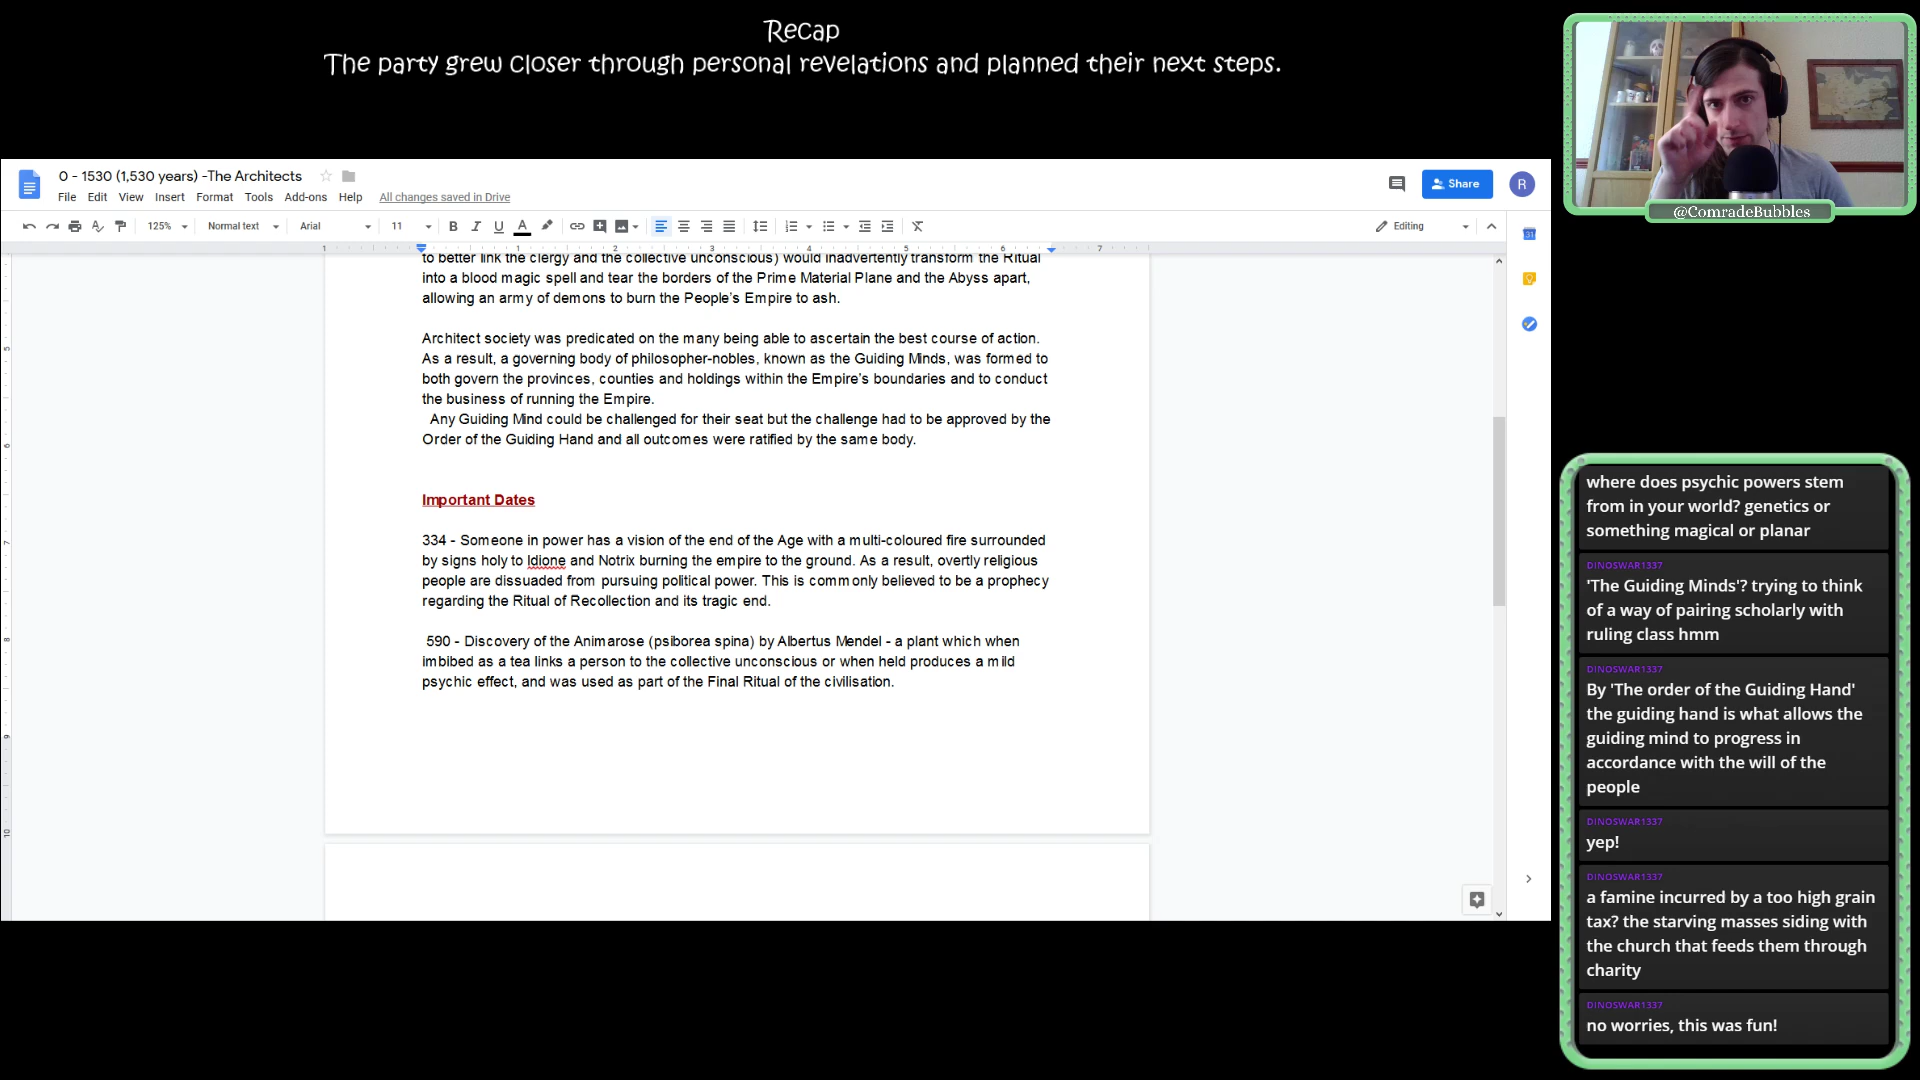 Recap
The party grew closer through personal revelations and planned their next steps.
0 - 1530 (1,530 years) -The Architects
File Edit View Insert Format Tools Add-ons Help All changes saved in Drive
Share
R
125% Normal text Arial 11 B I U A Editing
1 1 2 3 4 5 6 7
to better link the clergy and the collective unconscious) would inadvertently transform the Ritual
into a blood magic spell and tear the borders of the Prime Material Plane and the Abyss apart,
allowing an army of demons to burn the People's Empire to ash.
Architect society was predicated on the many being able to ascertain the best course of action.
As a result, a governing body of philosopher-nobles, known as the Guiding Minds, was formed to
both govern the provinces, counties and holdings within the Empire's boundaries and to conduct
the business of running the Empire.
Any Guiding Mind could be challenged for their seat but the challenge had to be approved by the
Order of the Guiding Hand and all outcomes were ratified by the same body.
Important Dates
334 - Someone in power has a vision of the end of the Age with a multi-coloured fire surrounded
by signs holy to Idione and Notrix burning the empire to the ground. As a result, overtly religious
people are dissuaded from pursuing political power. This is commonly believed to be a prophecy
regarding the Ritual of Recollection and its tragic end.
590 - Discovery of the Animarose (psiborea spina) by Albertus Mendel - a plant which when
imbibed as a tea links a person to the collective unconscious or when held produces a mild
psychic effect, and was used as part of the Final Ritual of the civilisation.
5
6
7
8
9
10
31
@ComradeBubbles
where does psychic powers stem
from in your world? genetics or
something magical or planar
DINOSWAR1337
'The Guiding Minds'? trying to think
of a way of pairing scholarly with
ruling class hmm
DINOSWAR1337
By 'The order of the Guiding Hand'
the guiding hand is what allows the
guiding mind to progress in
accordance with the will of the
people
DINOSWAR1337
yep!
DINOSWAR1337
a famine incurred by a too high grain
tax? the starving masses siding with
the church that feeds them through
charity
DINOSWAR1337
no worries, this was fun!